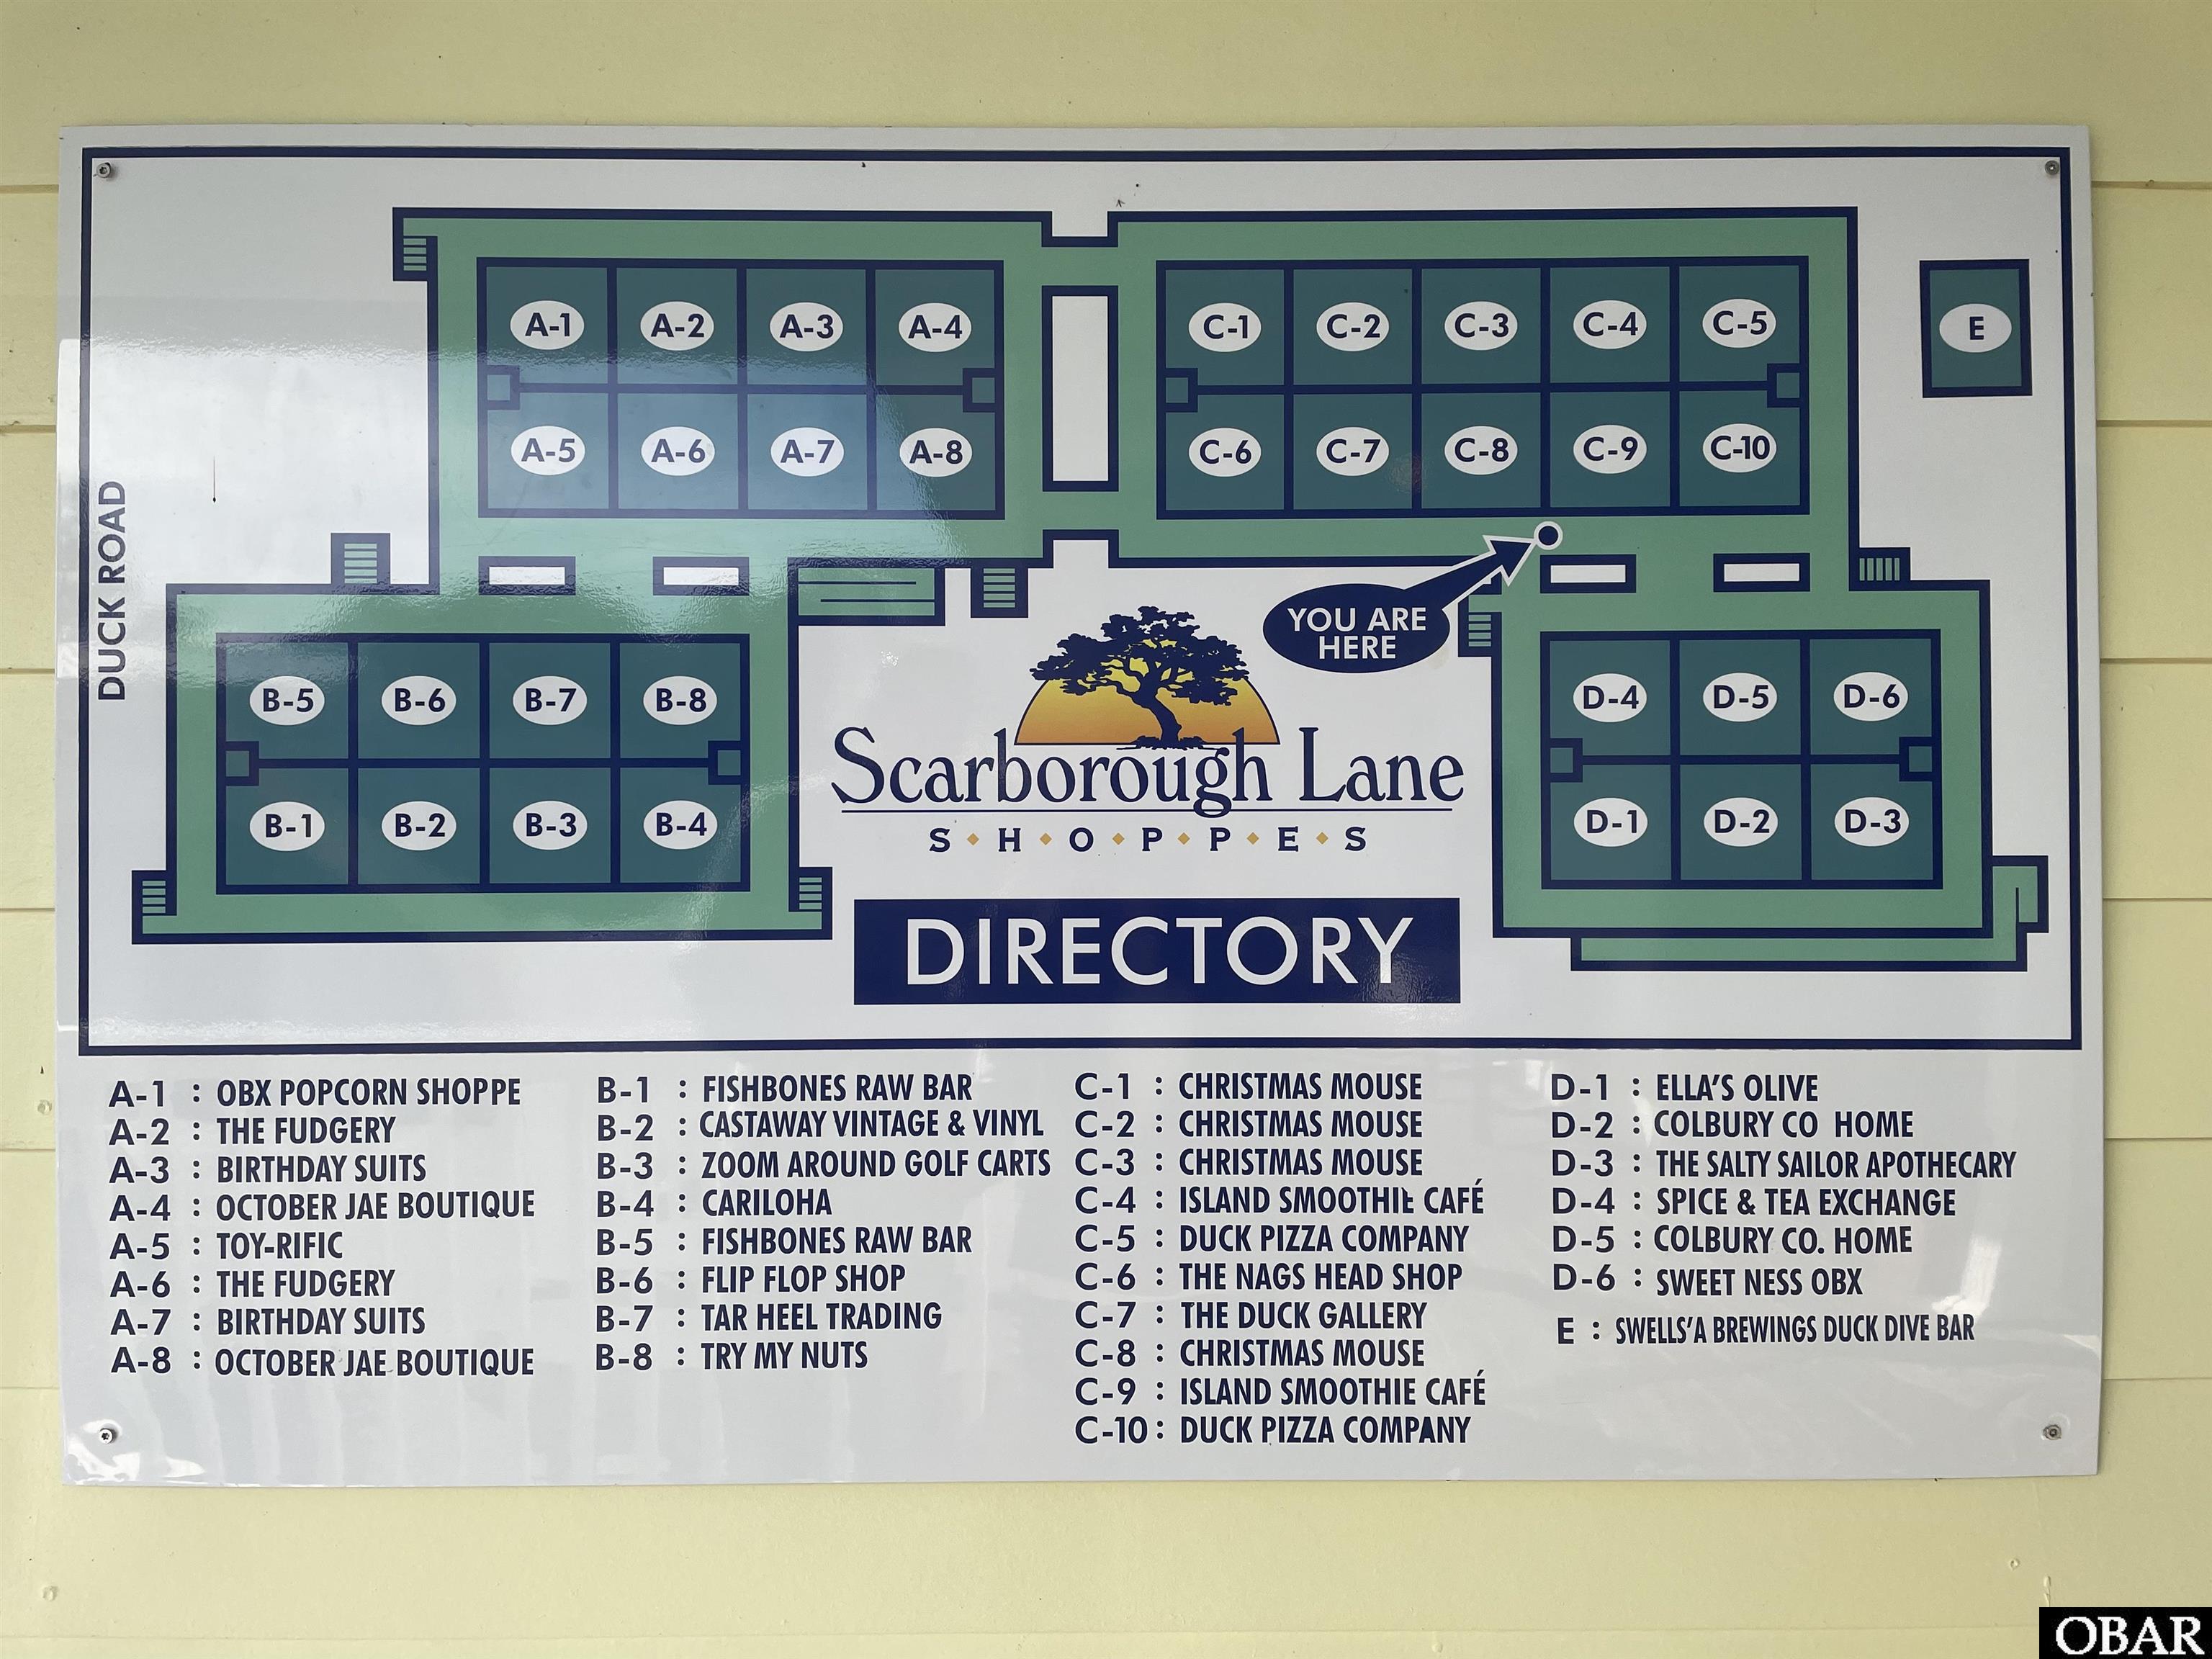 A-1 A-2 A-3 A-4
C-1 C-2 C-3 C-4 C-5
E
A-5 A-6 A-7 A-8
C-6 C-7 C-8 C-9 C-10
DUCK ROAD
YOU ARE
HERE
B-5 B-6 B-7 B-8
D-4 D-5 D-6
B-1 B-2 B-3 B-4
D-1 D-2 D-3
Scarborough Lane
S•H•O•P•P•E•S
DIRECTORY
A-1 : OBX POPCORN SHOPPE
A-2 : THE FUDGERY
A-3 : BIRTHDAY SUITS
A-4 : OCTOBER JAE BOUTIQUE
A-5 : TOY-RIFIC
A-6 : THE FUDGERY
A-7 : BIRTHDAY SUITS
A-8 : OCTOBER JAE BOUTIQUE
B-1 : FISHBONES RAW BAR
B-2 : CASTAWAY VINTAGE & VINYL
B-3 : ZOOM AROUND GOLF CARTS
B-4 : CARILOHA
B-5 : FISHBONES RAW BAR
B-6 : FLIP FLOP SHOP
B-7 : TAR HEEL TRADING
B-8 : TRY MY NUTS
C-1 : CHRISTMAS MOUSE
C-2 : CHRISTMAS MOUSE
C-3 : CHRISTMAS MOUSE
C-4 : ISLAND SMOOTHIE CAFÉ
C-5 : DUCK PIZZA COMPANY
C-6 : THE NAGS HEAD SHOP
C-7 : THE DUCK GALLERY
C-8 : CHRISTMAS MOUSE
C-9 : ISLAND SMOOTHIE CAFÉ
C-10 : DUCK PIZZA COMPANY
D-1 : ELLA'S OLIVE
D-2 : COLBURY CO HOME
D-3 : THE SALTY SAILOR APOTHECARY
D-4 : SPICE & TEA EXCHANGE
D-5 : COLBURY CO. HOME
D-6 : SWEET NESS OBX
E : SWELLS'A BREWINGS DUCK DIVE BAR
OBAR